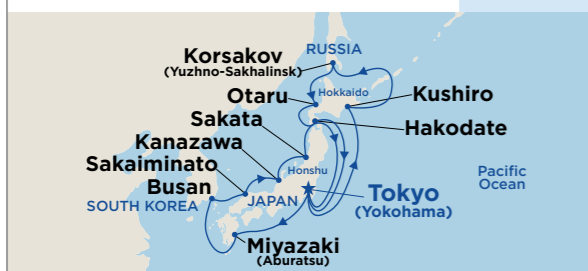 Korsakov
(Yuzhno-Sakhalinsk)
RUSSIA
Otaru
Hokkaido
Kushiro
Sakata
Hakodate
Kanazawa
Sakaiminato
Honshu
Busan
SOUTH KOREA
JAPAN
Tokyo
(Yokohama)
Pacific
Ocean
Miyazaki
(Aburatsu)